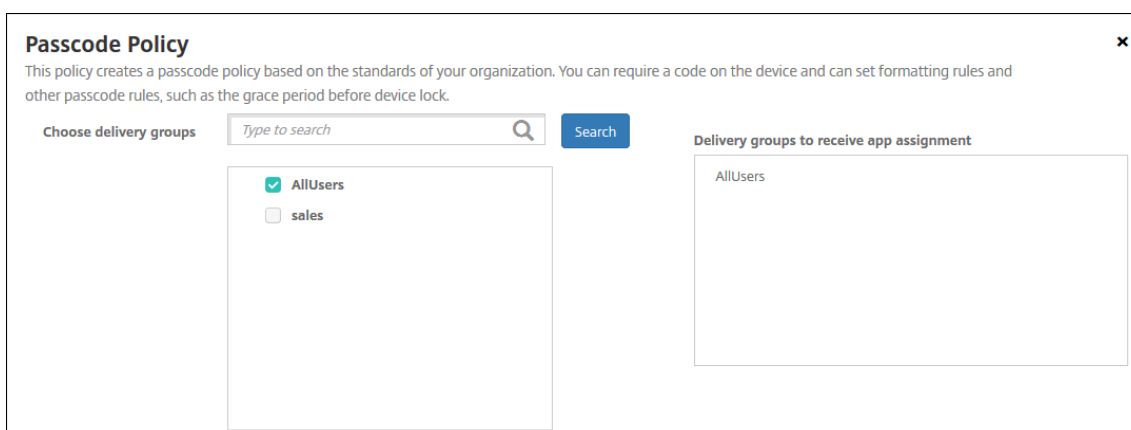 Passcode Policy
This policy creates a passcode policy based on the standards of your organization. You can require a code on the device and can set formatting rules and
other passcode rules, such as the grace period before device lock.
Choose delivery groups
Type to search
Search
AllUsers
sales
Delivery groups to receive app assignment
AllUsers